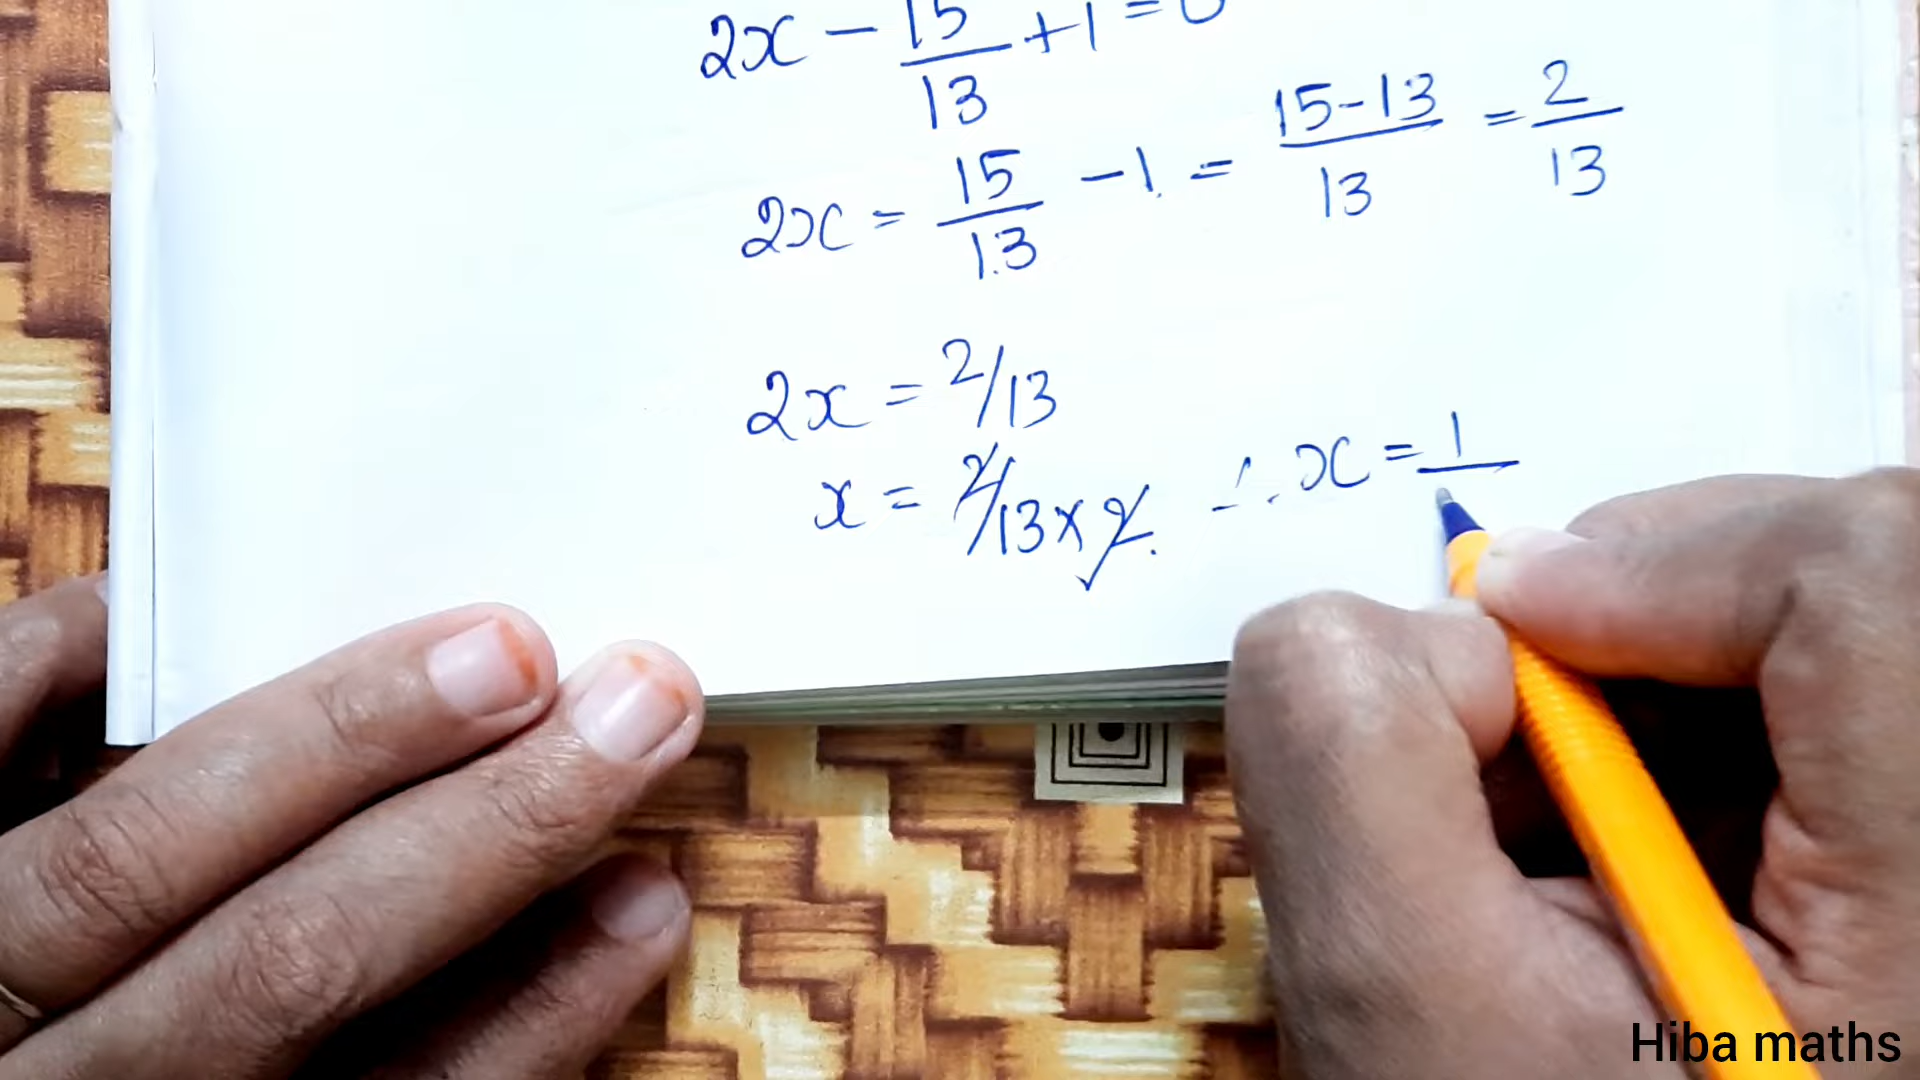 2x - 15/13 + 1 = 0
2x = 15/13 - 1 = 15-13/13 = 2/13
2x = 2/13
x = 2/13×2 ∴ x = 1
Hiba maths